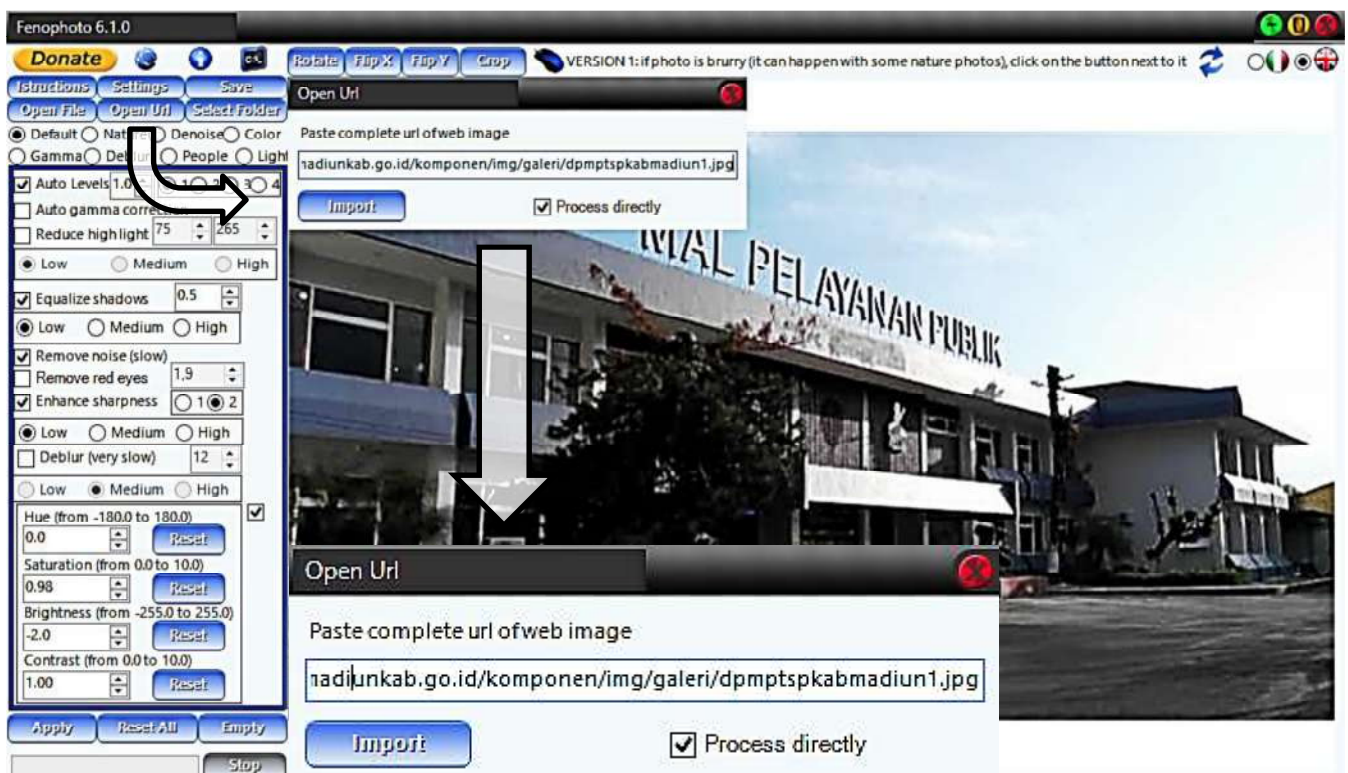 Fenophoto 6.1.0
Donate
Rotate Flip X Flip Y Crop
VERSION 1: if photo is brurry (it can happen with some nature photos), click on the button next to it
Istructions Settings Save
Open File Open Url Select Folder
Default Denoise Color
Gamma People Light
Auto Levels 1.0 1 4
Auto gamma
Reduce high light 75 265
Low Medium High
Equalize shadows 0.5
Low Medium High
Remove noise (slow)
Remove red eyes 1,9
Enhance sharpness 1 2
Low Medium High
Deblur (very slow) 12
Low Medium High
Hue (from -180.0 to 180.0)
0.0 Reset
Saturation (from 0.0 to 10.0)
0.98 Reset
Brightness (from -255.0 to 255.0)
-2.0 Reset
Contrast (from 0.0 to 10.0)
1.00 Reset
Apply Reset All Empty
Stop
Open Url
Paste complete url of web image
nadiunkab.go.id/komponen/img/galeri/dpmptspkabmadiun1.jpg
Import Process directly
MAL PELAYANAN PUBLIK
Open Url
Paste complete url of web image
nadiunkab.go.id/komponen/img/galeri/dpmptspkabmadiun1.jpg
Import Process directly